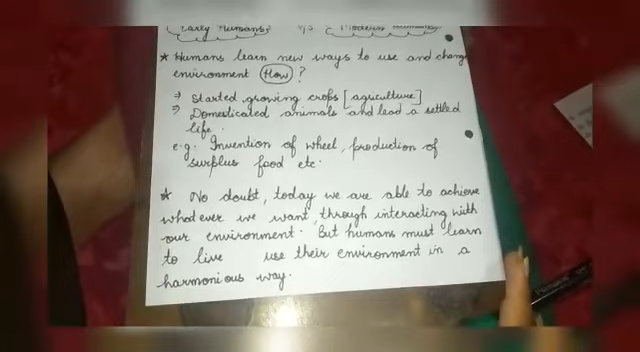 Early Humans v/s Modern Humans
★ Humans learn new ways to use and change
environment How ?
⇒ Started growing crops [agriculture]
⇒ Domesticated animals and lead a settled
life.
e.g. Invention of wheel, production of
surplus food etc.
★ No doubt, today we are able to achieve
whatever we want, through interacting with
our environment. But humans must learn
to live use their environment in a
harmonious way.